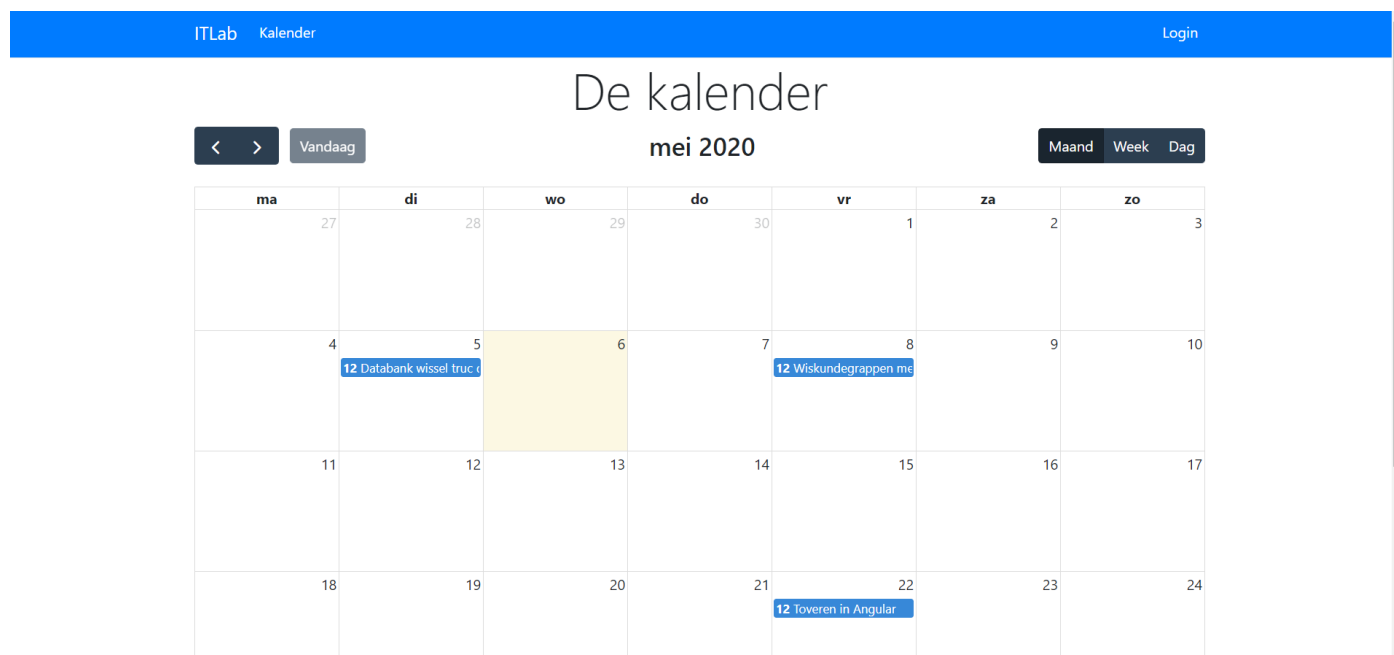 ITLab Kalender Login
De kalender
Vandaag mei 2020 Maand Week Dag
ma di wo do vr za zo
27 28 29 30 1 2 3
4 5 6 7 8 9 10
12 Databank wissel truc 12 Wiskundegrappen me
11 12 13 14 15 16 17
18 19 20 21 22 23 24
12 Toveren in Angular